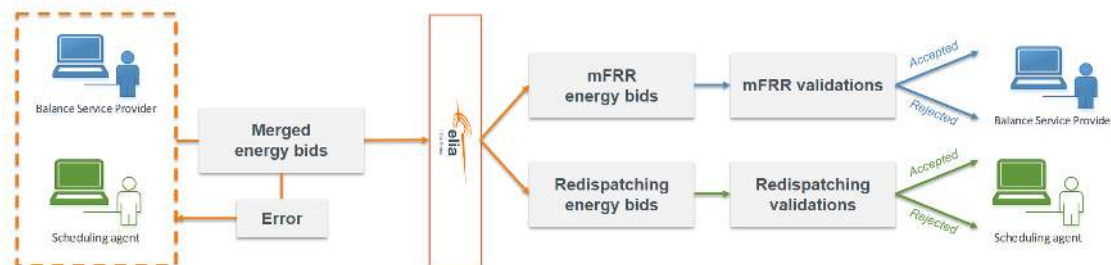 Balance Service Provider
Scheduling agent
Merged
energy bids
Error
elia
mFRR
energy bids
mFRR validations
Accepted
Rejected
Balance Service Provide
Redispatching
energy bids
Redispatching
validations
Accepted
Rejected
Scheduling agent